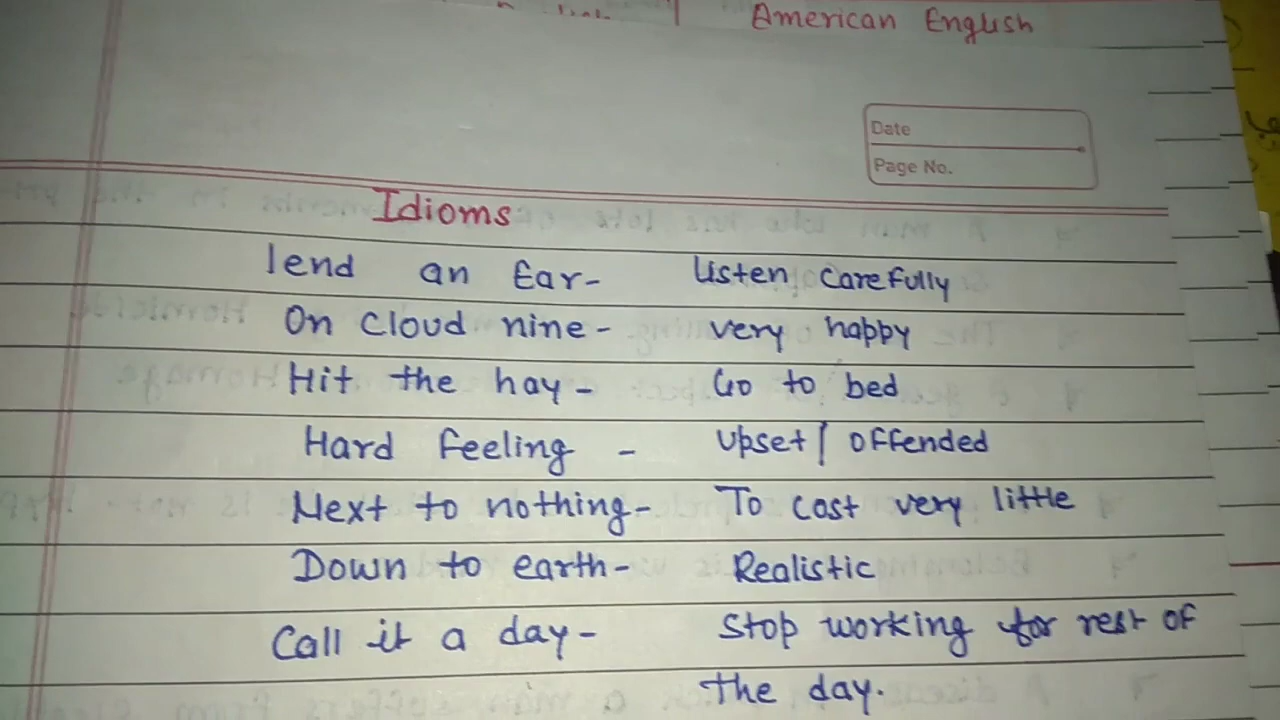 American English
Date
Page No.
Idioms
lend an Ear- Listen carefully
On cloud nine- very happy
Hit the hay- Go to bed
Hard feeling - upset/ offended
Next to nothing- To cost very little
Down to earth- Realistic
Call it a day- Stop working for rest of
the day.